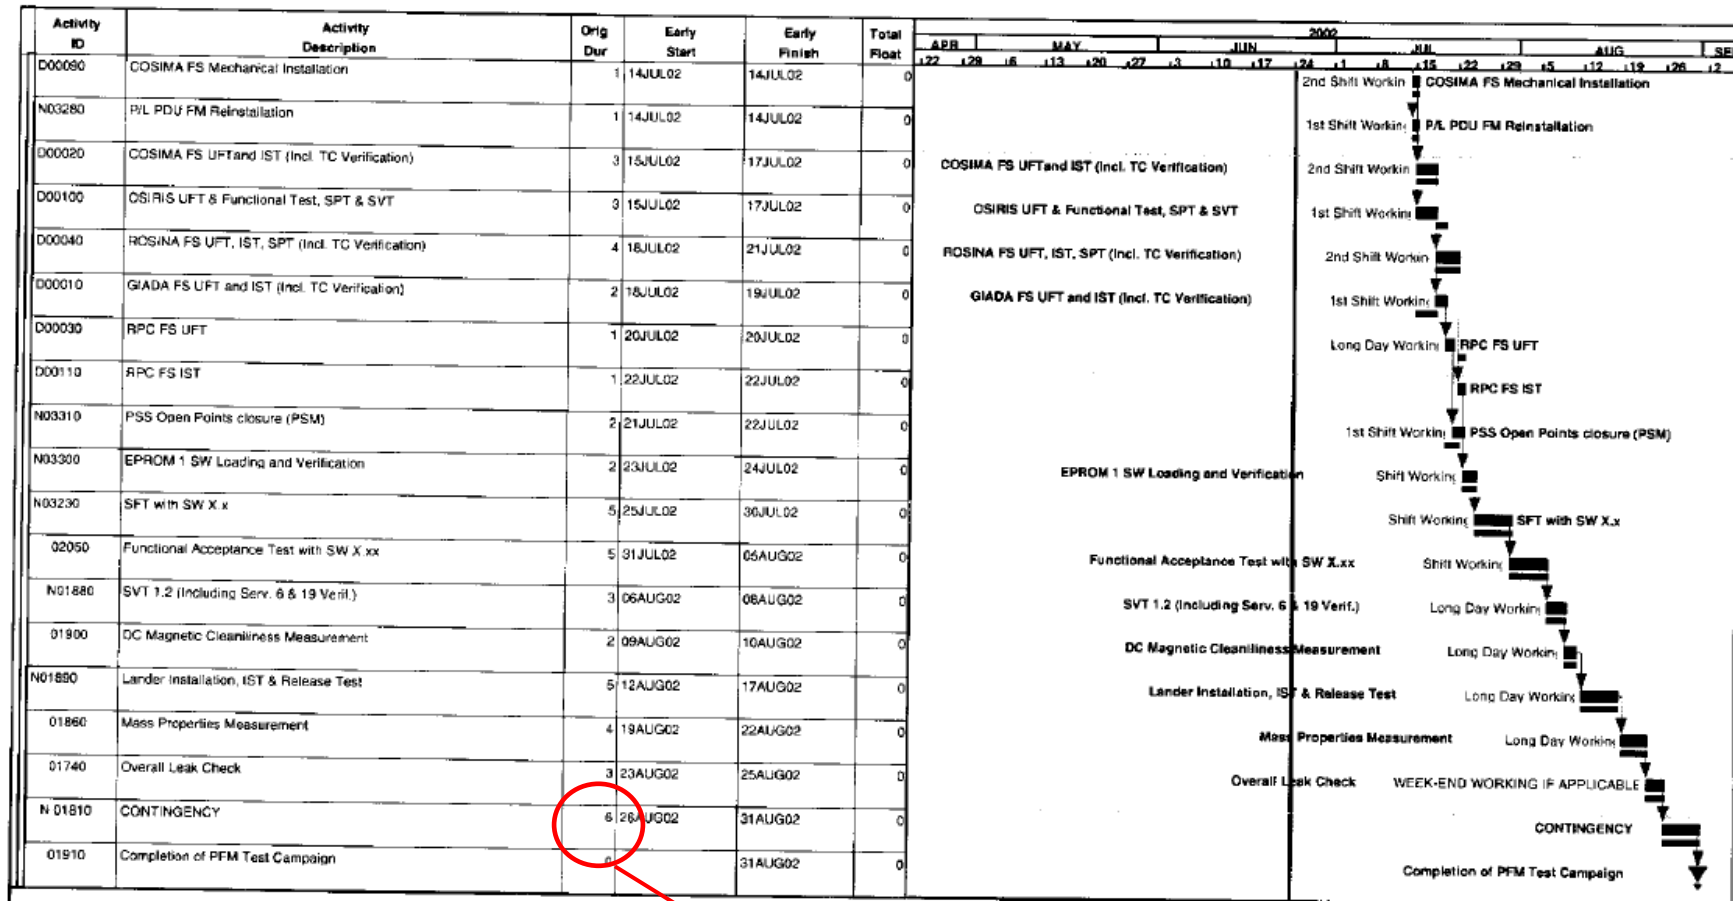 Activity ID Activity Description Orig Dur Early Start Early Finish Total Float 2002
APR MAY JUN JUL AUG SEP
22 29 6 13 20 27 3 10 17 24 1 8 15 22 29 5 12 19 26 2
D00090 COSIMA FS Mechanical Installation 1 14JUL02 14JUL02 0 2nd Shift Workin COSIMA FS Mechanical Installation
N03280 P/L PDU FM Reinstallation 1 14JUL02 14JUL02 0 1st Shift Working P/L PDU FM Reinstallation
D00020 COSIMA FS UFTand IST (Incl. TC Verification) 3 15JUL02 17JUL02 0 COSIMA FS UFTand IST (Incl. TC Verification) 2nd Shift Workin
D00100 OSIRIS UFT & Functional Test, SPT & SVT 3 15JUL02 17JUL02 0 OSIRIS UFT & Functional Test, SPT & SVT 1st Shift Working
D00040 ROSINA FS UFT, IST, SPT (Incl. TC Verification) 4 18JUL02 21JUL02 0 ROSINA FS UFT, IST, SPT (Incl. TC Verification) 2nd Shift Workin
D00010 GIADA FS UFT and IST (Incl. TC Verification) 2 18JUL02 19JUL02 0 GIADA FS UFT and IST (Incl. TC Verification) 1st Shift Working
D00030 RPC FS UFT 1 20JUL02 20JUL02 0 Long Day Working RPC FS UFT
D00110 RPC FS IST 1 22JUL02 22JUL02 0 RPC FS IST
N03310 PSS Open Points closure (PSM) 2 21JUL02 22JUL02 0 1st Shift Working PSS Open Points closure (PSM)
N03300 EPROM 1 SW Loading and Verification 2 23JUL02 24JUL02 0 EPROM 1 SW Loading and Verification Shift Working
N03230 SFT with SW X.x 5 25JUL02 30JUL02 0 Shift Working SFT with SW X.x
02050 Functional Acceptance Test with SW X.xx 5 31JUL02 05AUG02 0 Functional Acceptance Test with SW X.xx Shift Working
N01880 SVT 1.2 (Including Serv. 6 & 19 Verif.) 3 06AUG02 08AUG02 0 SVT 1.2 (Including Serv. 6 & 19 Verif.) Long Day Working
01900 DC Magnetic Cleanliness Measurement 2 09AUG02 10AUG02 0 DC Magnetic Cleanliness Measurement Long Day Working
N01890 Lander Installation, IST & Release Test 5 12AUG02 17AUG02 0 Lander Installation, IST & Release Test Long Day Working
01860 Mass Properties Measurement 4 19AUG02 22AUG02 0 Mass Properties Measurement Long Day Working
01740 Overall Leak Check 3 23AUG02 25AUG02 0 Overall Leak Check WEEK-END WORKING IF APPLICABLE
N 01810 CONTINGENCY 6 26AUG02 31AUG02 0 CONTINGENCY
01910 Completion of PFM Test Campaign 0 31AUG02 0 Completion of PFM Test Campaign